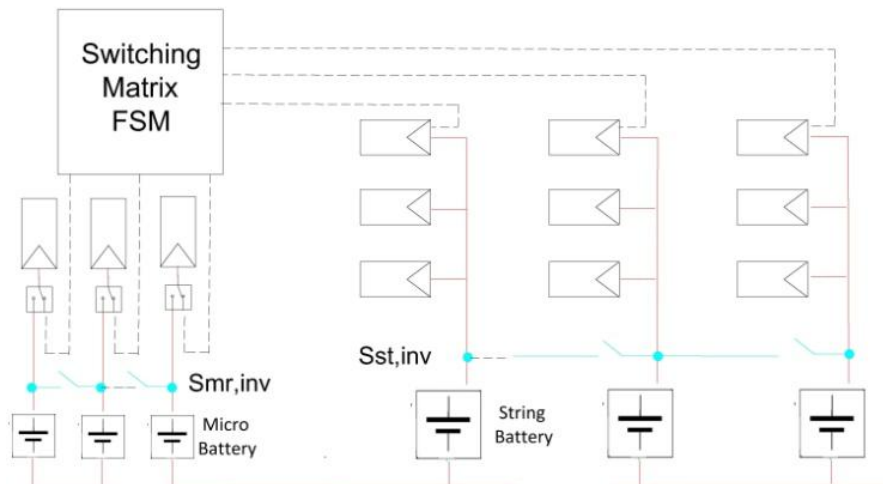 Switching
Matrix
FSM
Sst,inv
Smr,inv
Micro
Battery
String
Battery